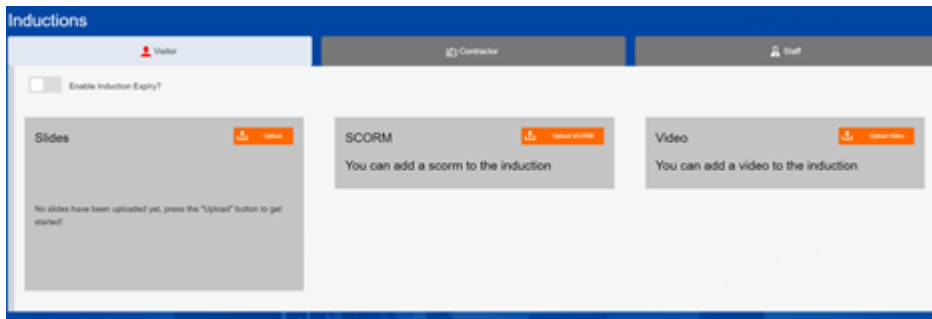 Inductions
Visitor
Contractor
Staff
Enable Induction Expiry?
Slides
Upload
No slides have been uploaded yet, press the "Upload" button to get
started!
SCORM
Upload SCORM
You can add a scorm to the induction
Video
Upload Video
You can add a video to the induction